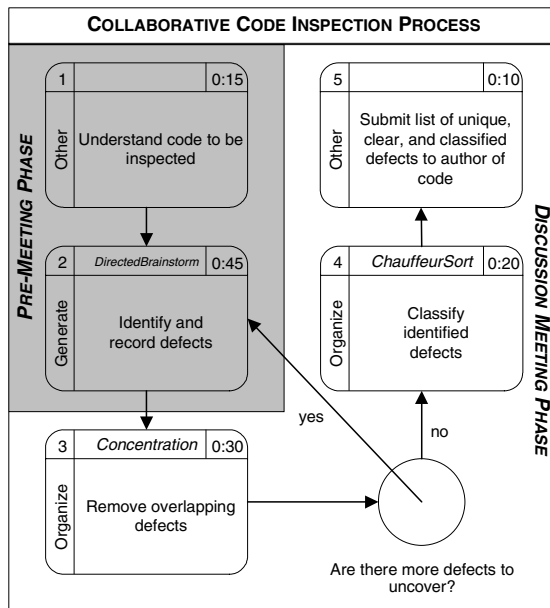 COLLABORATIVE CODE INSPECTION PROCESS
PRE-MEETING PHASE
1
0:15
Other
Understand code to be
inspected
2
DirectedBrainstorm
0:45
Generate
Identify and
record defects
3
Concentration
0:30
Organize
Remove overlapping
defects
yes
no
Are there more defects to
uncover?
4
ChauffeurSort
0:20
Organize
Classify
identified
defects
5
0:10
Other
Submit list of unique,
clear, and classified
defects to author of
code
DISCUSSION MEETING PHASE